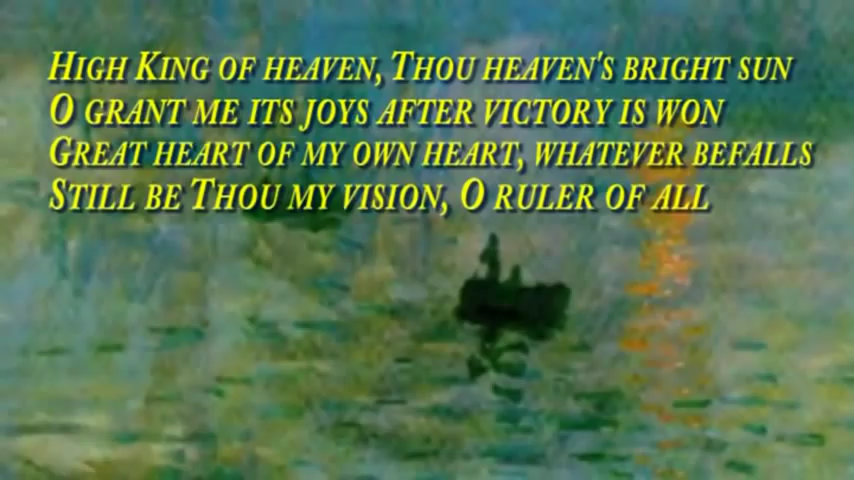 High King of heaven, Thou heaven's bright sun
O grant me its joys after victory is won
Great heart of my own heart, whatever befalls
Still be Thou my vision, O ruler of all